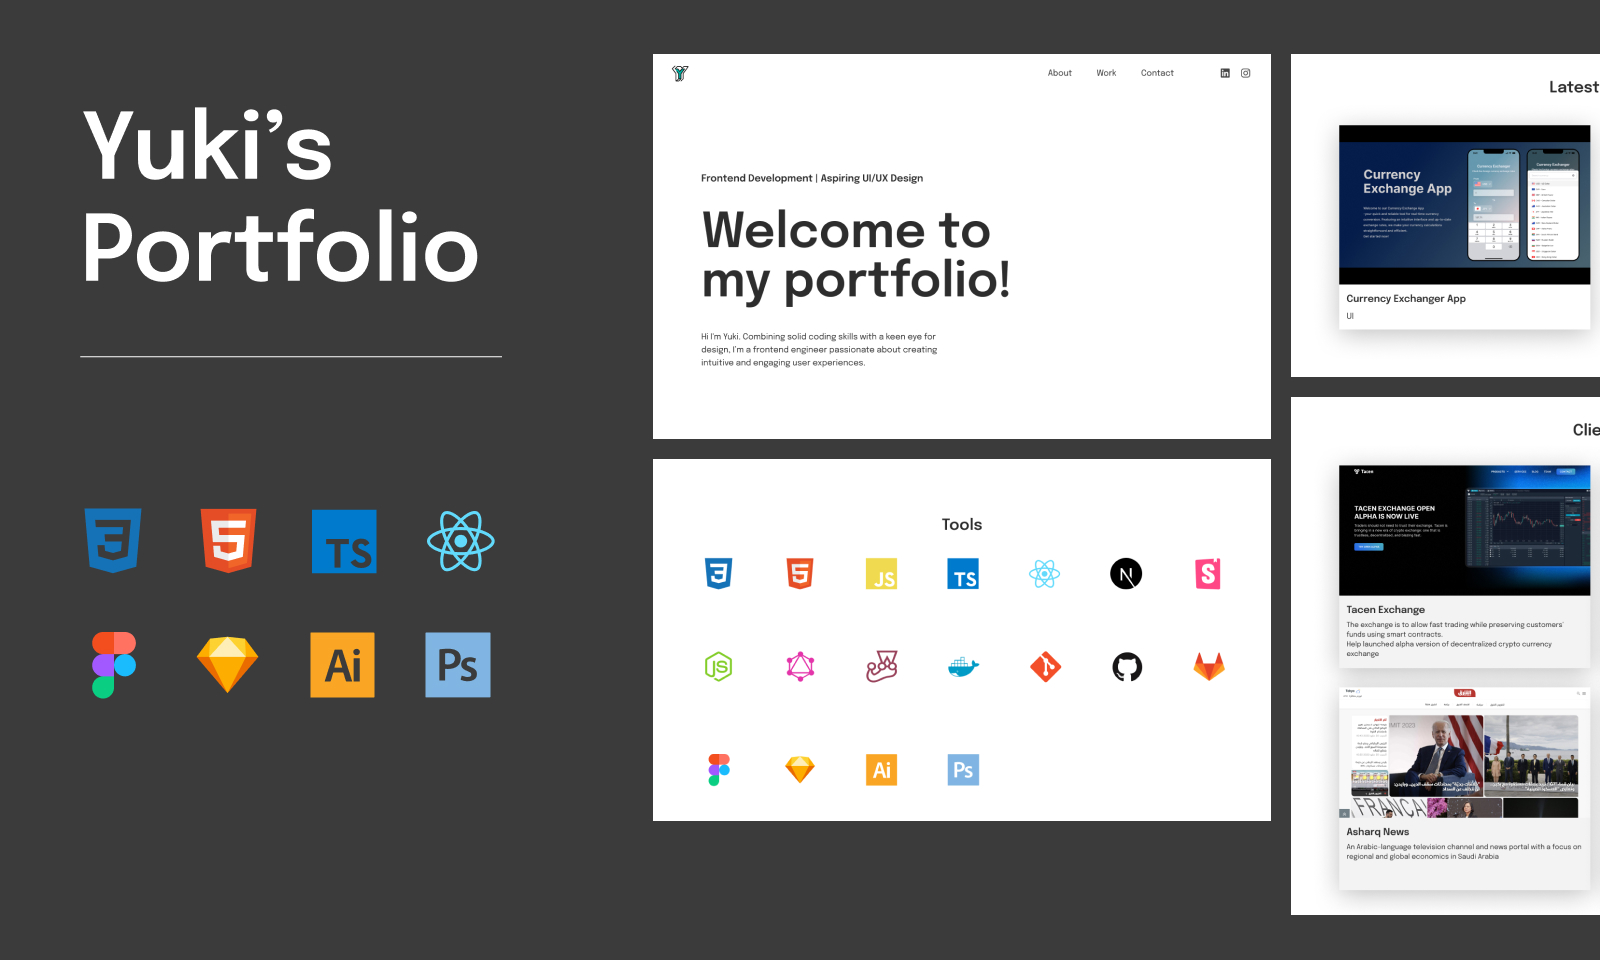 Yuki’s
Portfolio
TS
Ai
Ps
About
Work
Contact
Frontend Development | Aspiring UI/UX Design
Welcome to
my portfolio!
Hi I'm Yuki. Combining solid coding skills with a keen eye for
design, I'm a frontend engineer passionate about creating
intuitive and engaging user experiences.
Tools
JS
TS
N
S
JS
Ai
Ps
Latest
Currency
Exchange App
Currency Exchanger App
UI
Clie
Tacen
TACEN EXCHANGE OPEN
ALPHA IS NOW LIVE
Tacen Exchange
The exchange is to allow fast trading while preserving customers'
funds using smart contracts.
Help launched alpha version of decentralized crypto currency
exchange
Asharq News
An Arabic-language television channel and news portal with a focus on
regional and global economics in Saudi Arabia